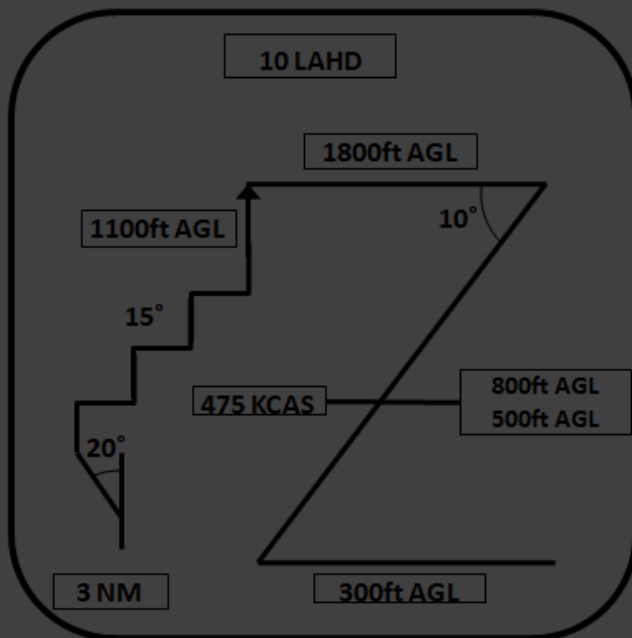 10 LAHD
1800ft AGL
1100ft AGL
10°
15°
475 KCAS
800ft AGL
500ft AGL
20°
3 NM
300ft AGL